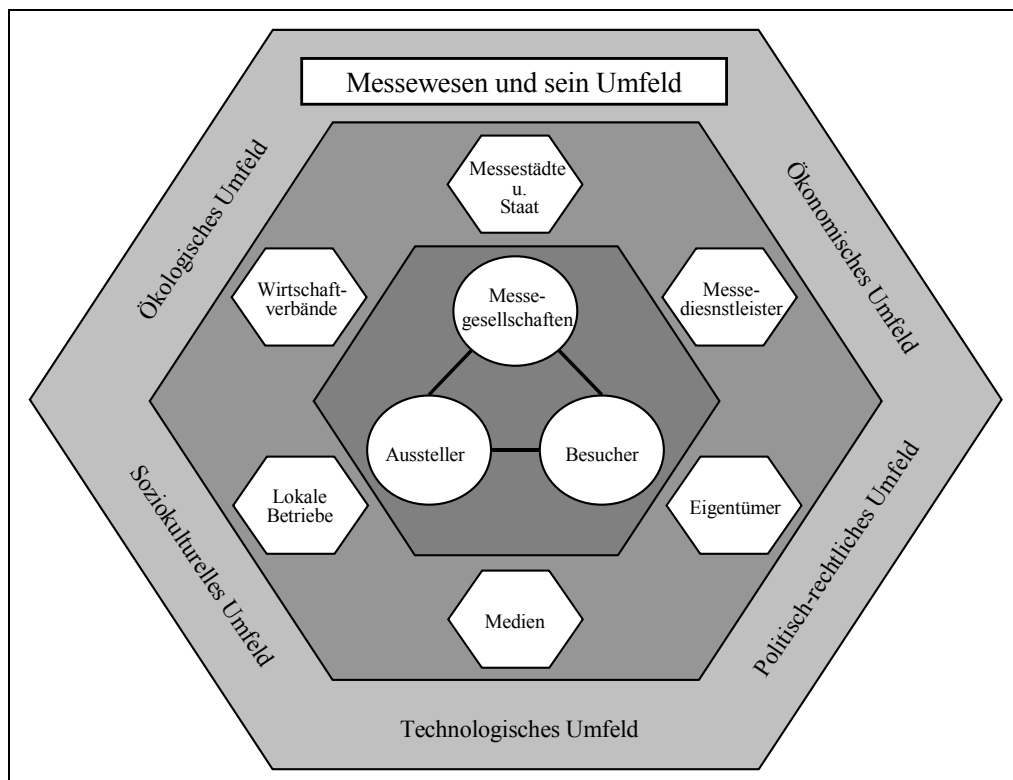 Messewesen und sein Umfeld
Ökologisches Umfeld
Ökonomisches Umfeld
Messestädte
u.
Staat
Wirtschaft-
verbände
Messe-
diesnstleister
Messe-
gesellschaften
Aussteller
Besucher
Lokale
Betriebe
Eigentümer
Medien
Soziokulturelles Umfeld
Politisch-rechtliches Umfeld
Technologisches Umfeld